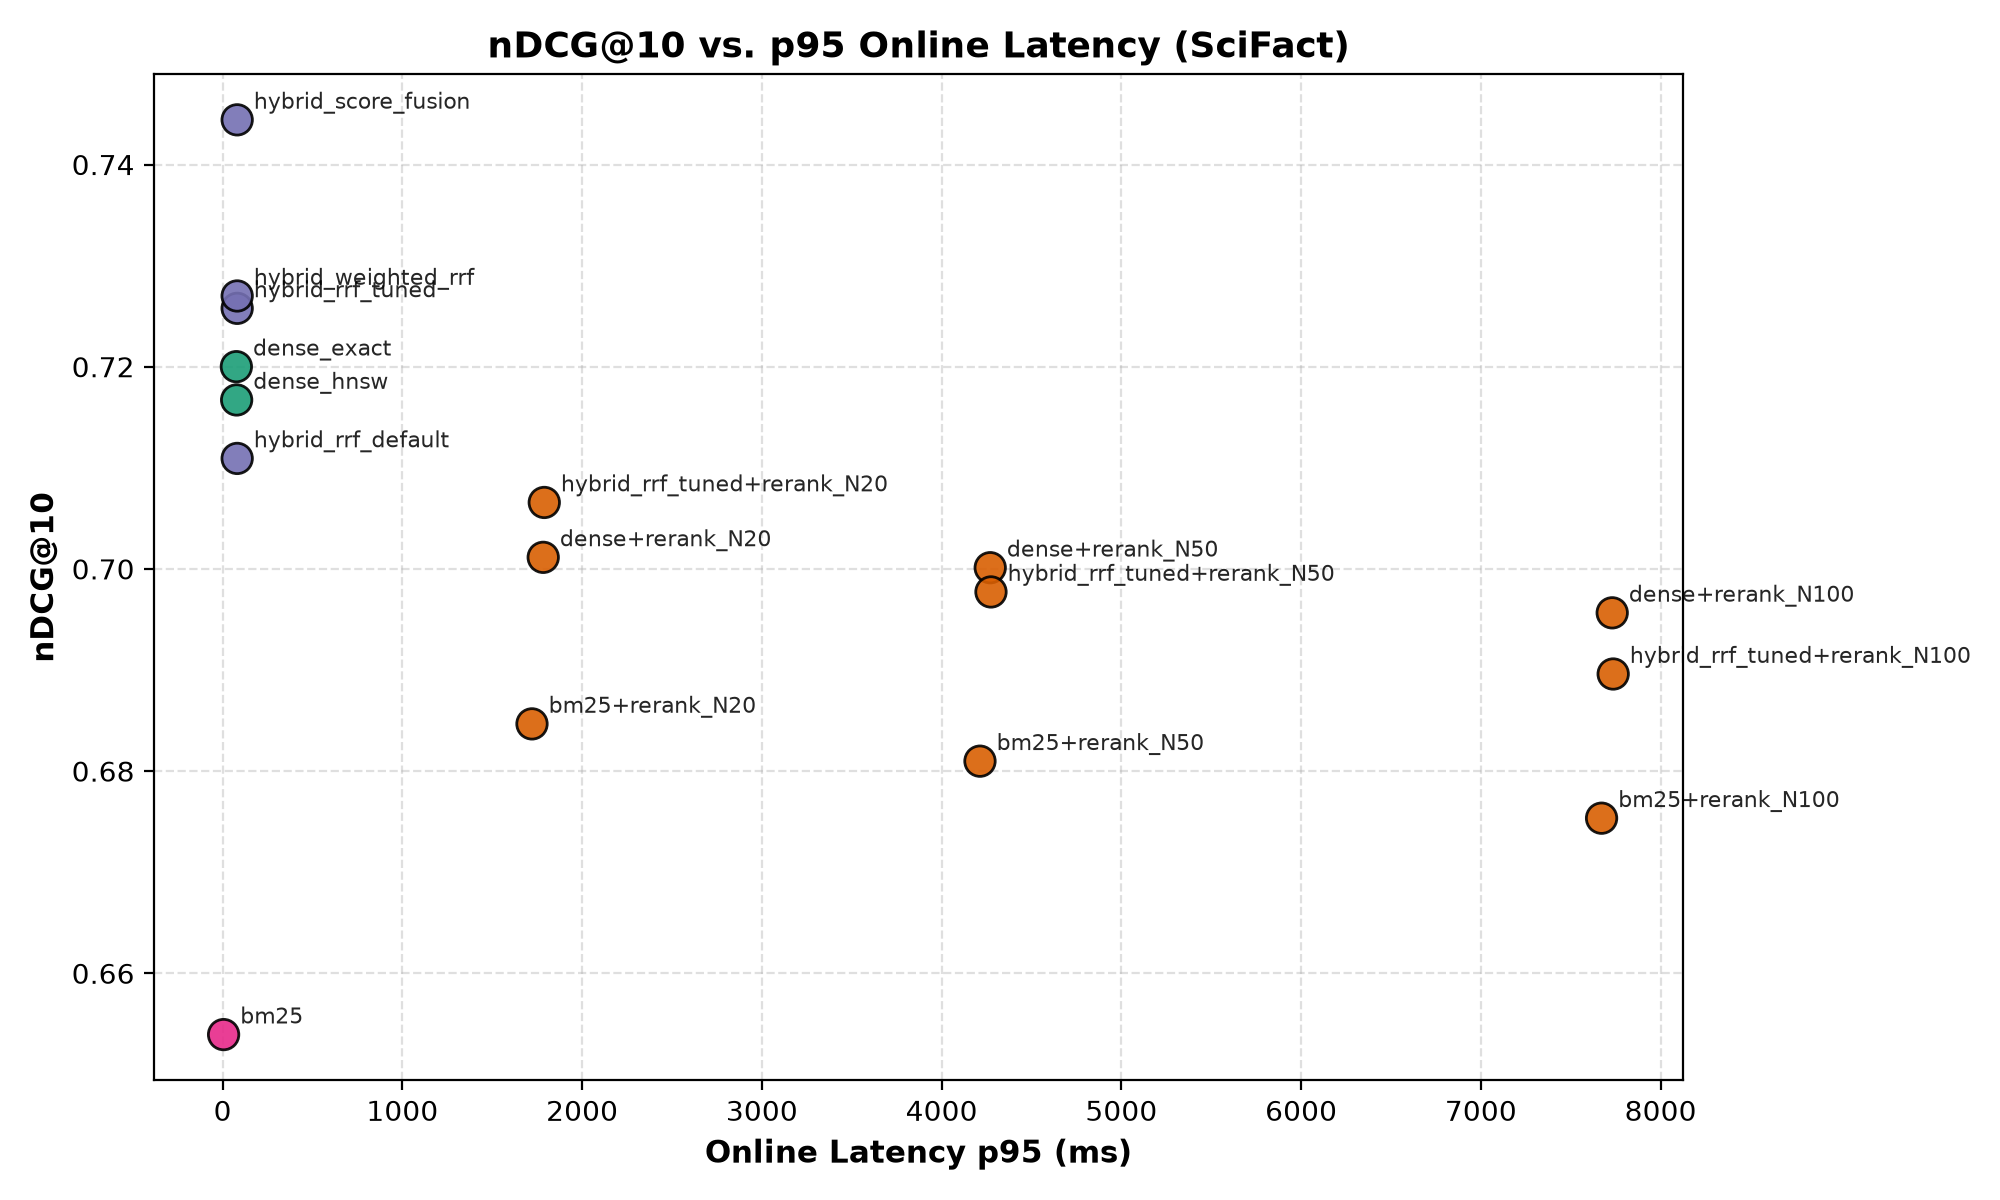 nDCG@10 vs. p95 Online Latency (SciFact)
hybrid_score_fusion
0.74
hybrid_weighted_rrf
hybrid_rrf_tuned
dense_exact
0.72
dense_hnsw
hybrid_rrf_default
hybrid_rrf_tuned+rerank_N20
dense+rerank_N20
dense+rerank_N50
0.70
hybrid_rrf_tuned+rerank_N50
dense+rerank_N100
hybrid_rrf_tuned+rerank_N100
bm25+rerank_N20
bm25+rerank_N50
0.68
bm25+rerank_N100
0.66
bm25
nDCG@10
0 1000 2000 3000 4000 5000 6000 7000 8000
Online Latency p95 (ms)